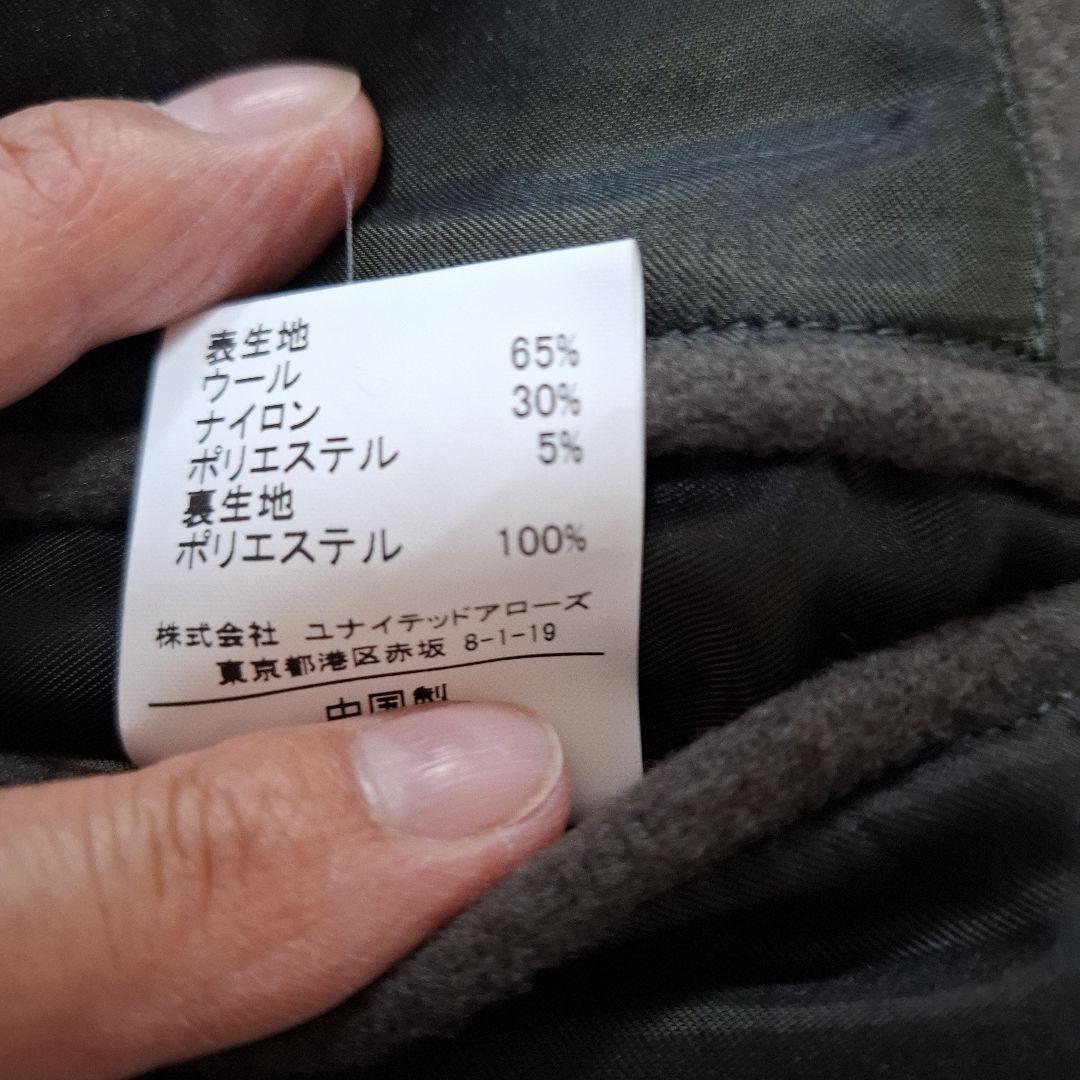 表生地
ウール 65%
ナイロン 30%
ポリエステル 5%
裏生地
ポリエステル 100%
株式会社 ユナイテッドアローズ
東京都港区赤坂 8-1-19
中国製